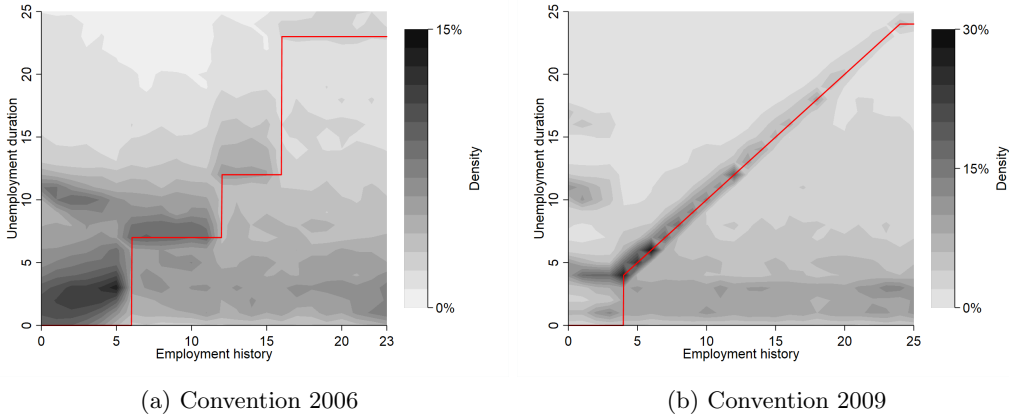 25
20
15
10
5
0
Unemployment duration
0 5 10 15 20 23
Employment history
15%
0%
Density
25
20
15
10
5
0
Unemployment duration
0 5 10 15 20 25
Employment history
30%
15%
0%
Density
(a) Convention 2006
(b) Convention 2009